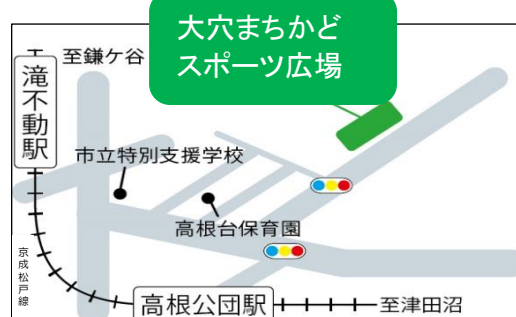 大穴まちかど
スポーツ広場
至鎌ケ谷
滝不動駅
市立特別支援学校
高根台保育園
京成松戸線
高根公団駅
至津田沼